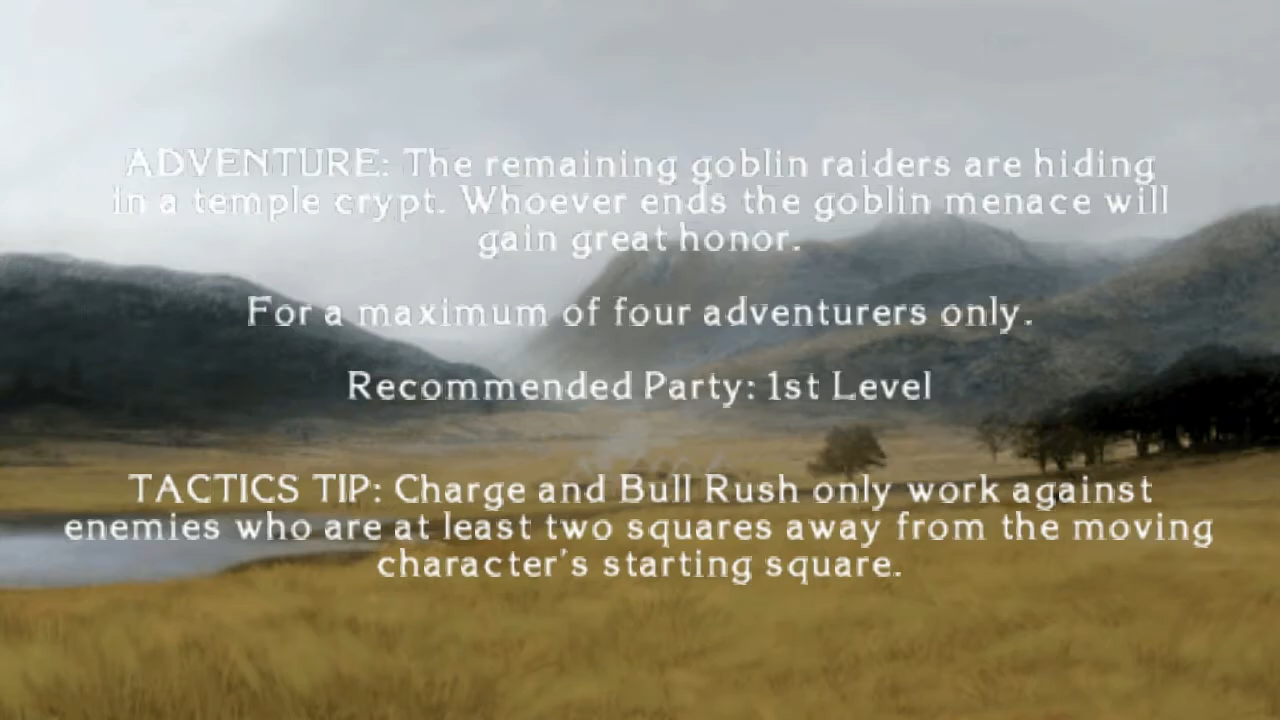 ADVENTURE: The remaining goblin raiders are hiding
in a temple crypt. Whoever ends the goblin menace will
gain great honor.
For a maximum of four adventurers only.
Recommended Party: 1st Level
TACTICS TIP: Charge and Bull Rush only work against
enemies who are at least two squares away from the moving
character's starting square.